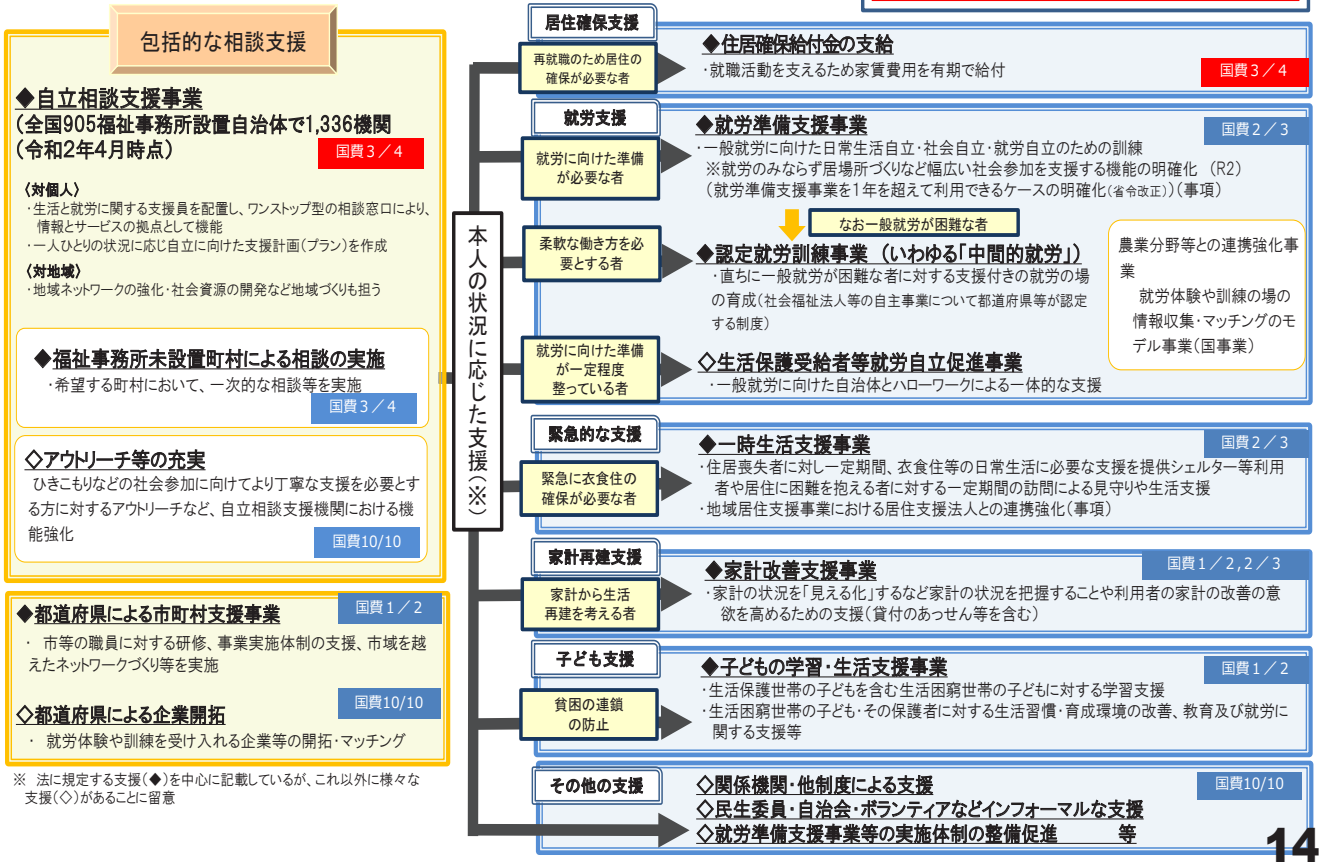 包括的な相談支援
◆自立相談支援事業
(全国905福祉事務所設置自治体で1,336機関
(令和2年4月時点)
国費3/4
〈対個人〉
・生活と就労に関する支援員を配置し、ワンストップ型の相談窓口により、
情報とサービスの拠点として機能
・一人ひとりの状況に応じ自立に向けた支援計画(プラン)を作成
〈対地域〉
・地域ネットワークの強化・社会資源の開発など地域づくりも担う
◆福祉事務所未設置町村による相談の実施
・希望する町村において、一次的な相談等を実施
国費3/4
◇アウトリーチ等の充実
ひきこもりなどの社会参加に向けてより丁寧な支援を必要とす
る方に対するアウトリーチなど、自立相談支援機関における機
能強化
国費10/10
◆都道府県による市町村支援事業
国費1/2
・ 市等の職員に対する研修、事業実施体制の支援、市域を越
えたネットワークづくり等を実施
国費10/10
◇都道府県による企業開拓
・ 就労体験や訓練を受け入れる企業等の開拓・マッチング
※ 法に規定する支援(◆)を中心に記載しているが、これ以外に様々な
支援(◇)があることに留意
本人の状況に応じた支援(※)
居住確保支援
再就職のため居住の
確保が必要な者
◆住居確保給付金の支給
・就職活動を支えるため家賃費用を有期で給付
国費3/4
就労支援
就労に向けた準備
が必要な者
◆就労準備支援事業
国費2/3
・一般就労に向けた日常生活自立・社会自立・就労自立のための訓練
※就労のみならず居場所づくりなど幅広い社会参加を支援する機能の明確化 (R2)
(就労準備支援事業を1年を超えて利用できるケースの明確化(省令改正))(事項)
なお一般就労が困難な者
柔軟な働き方を必
要とする者
◆認定就労訓練事業 (いわゆる「中間的就労」)
・直ちに一般就労が困難な者に対する支援付きの就労の場
の育成(社会福祉法人等の自主事業について都道府県等が認定
する制度)
農業分野等との連携強化事
業
就労体験や訓練の場の
情報収集・マッチングのモ
デル事業(国事業)
就労に向けた準備
が一定程度
整っている者
◇生活保護受給者等就労自立促進事業
・一般就労に向けた自治体とハローワークによる一体的な支援
緊急的な支援
緊急に衣食住の
確保が必要な者
◆一時生活支援事業
国費2/3
・住居喪失者に対し一定期間、衣食住等の日常生活に必要な支援を提供シェルター等利用
者や居住に困難を抱える者に対する一定期間の訪問による見守りや生活支援
・地域居住支援事業における居住支援法人との連携強化(事項)
家計再建支援
家計から生活
再建を考える者
◆家計改善支援事業
国費1/2,2/3
・家計の状況を「見える化」するなど家計の状況を把握することや利用者の家計の改善の意
欲を高めるための支援(貸付のあっせん等を含む)
子ども支援
貧困の連鎖
の防止
◆子どもの学習・生活支援事業
国費1/2
・生活保護世帯の子どもを含む生活困窮世帯の子どもに対する学習支援
・生活困窮世帯の子ども・その保護者に対する生活習慣・育成環境の改善、教育及び就労に
関する支援等
その他の支援
◇関係機関・他制度による支援
国費10/10
◇民生委員・自治会・ボランティアなどインフォーマルな支援
◇就労準備支援事業等の実施体制の整備促進 等
14